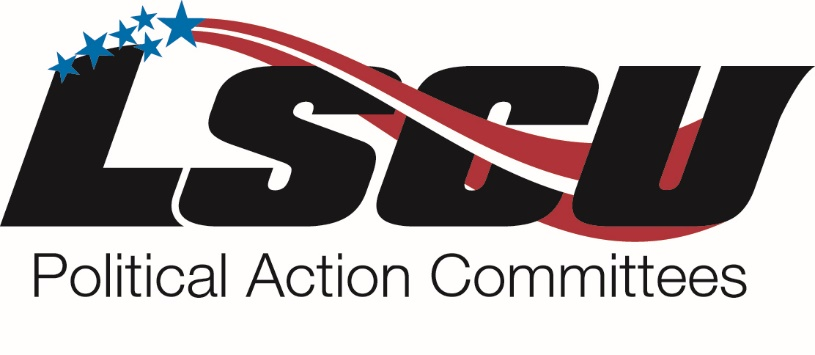 LSCU
Political Action Committees